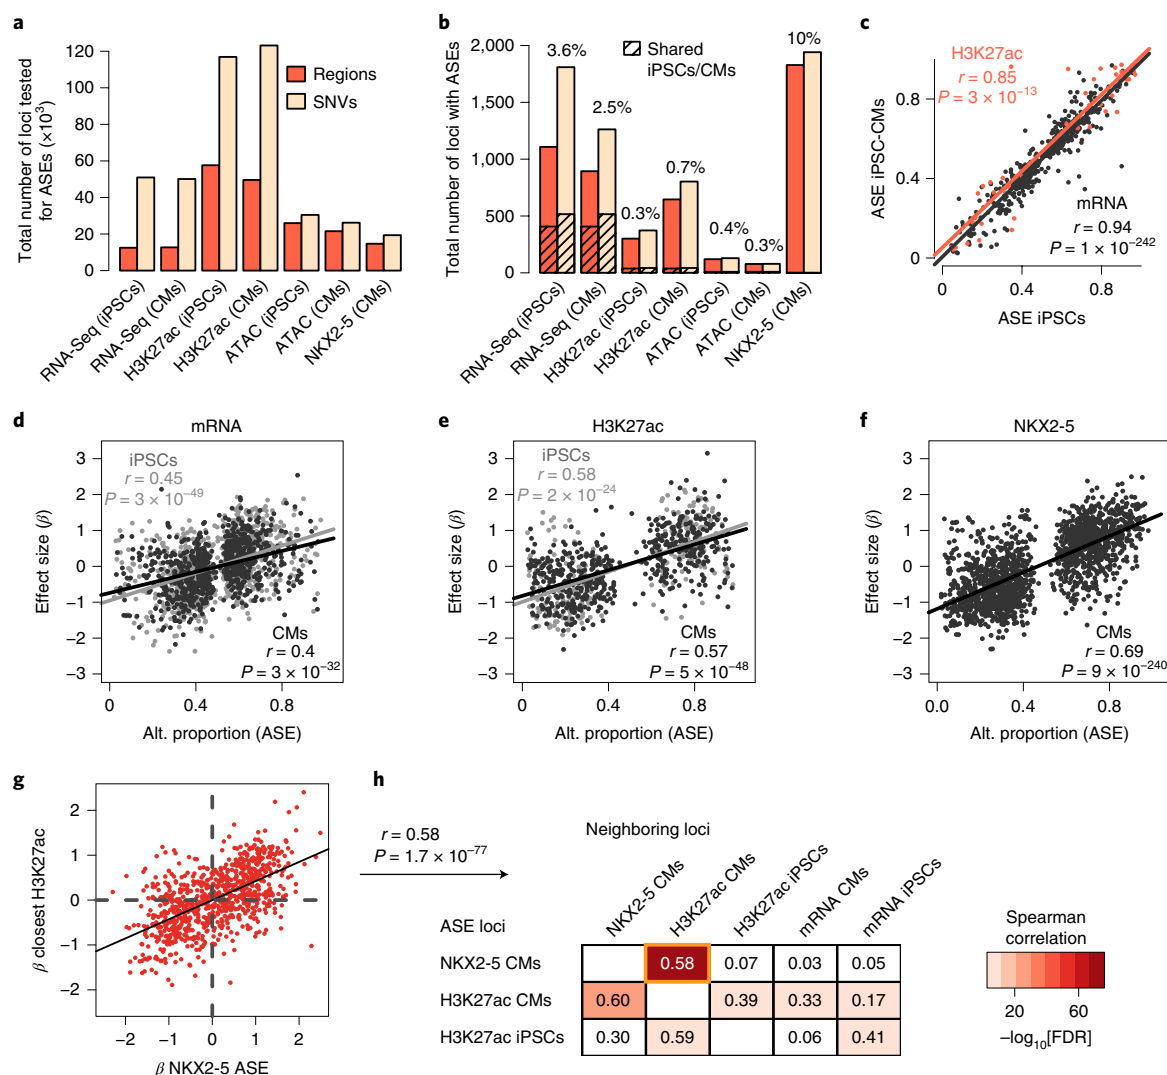 a
Total number of loci tested
for ASEs (×10³)
120
100
80
60
40
20
0
Regions
SNVs
RNA-Seq (iPSCs)
RNA-Seq (CMs)
H3K27ac (iPSCs)
H3K27ac (CMs)
ATAC (iPSCs)
ATAC (CMs)
NKX2-5 (CMs)
b
Total number of loci with ASEs
2,000
1,500
1,000
500
0
3.6%
2.5%
0.3%
0.7%
0.4%
0.3%
10%
Shared
iPSCs/CMs
RNA-Seq (iPSCs)
RNA-Seq (CMs)
H3K27ac (iPSCs)
H3K27ac (CMs)
ATAC (iPSCs)
ATAC (CMs)
NKX2-5 (CMs)
c
ASE iPSC-CMs
0.8
0.4
0
H3K27ac
r = 0.85
P = 3 × 10⁻¹³
mRNA
r = 0.94
P = 1 × 10⁻²⁴²
0 0.4 0.8
ASE iPSCs
d
mRNA
Effect size (β)
3
2
1
0
−1
−2
−3
iPSCs
r = 0.45
P = 3 × 10⁻⁴⁹
CMs
r = 0.4
P = 3 × 10⁻³²
0 0.4 0.8
Alt. proportion (ASE)
e
H3K27ac
Effect size (β)
3
2
1
0
−1
−2
−3
iPSCs
r = 0.58
P = 2 × 10⁻²⁴
CMs
r = 0.57
P = 5 × 10⁻⁴⁸
0 0.4 0.8
Alt. proportion (ASE)
f
NKX2-5
Effect size (β)
3
2
1
0
−1
−2
−3
CMs
r = 0.69
P = 9 × 10⁻²⁴⁰
0.0 0.4 0.8
Alt. proportion (ASE)
g
β closest H3K27ac
2
1
0
−1
−2
−2 −1 0 1 2
β NKX2-5 ASE
h
r = 0.58
P = 1.7 × 10⁻⁷⁷
Neighboring loci
NKX2-5 CMs
H3K27ac CMs
H3K27ac iPSCs
mRNA CMs
mRNA iPSCs
ASE loci
NKX2-5 CMs 0.58 0.07 0.03 0.05
H3K27ac CMs 0.60 0.39 0.33 0.17
H3K27ac iPSCs 0.30 0.59 0.06 0.41
Spearman
correlation
20 60
−log₁₀[FDR]